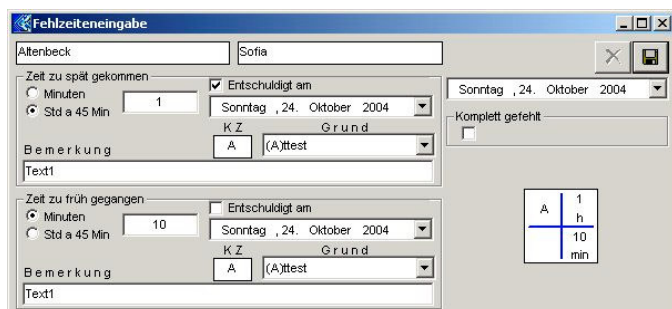 Fehlzeiteneingabe
Altenbeck
Sofia
Zeit zu spät gekommen
Minuten
Std a 45 Min
1
Entschuldigt am
Sonntag , 24. Oktober 2004
KZ Grund
A (A)ttest
Bemerkung
Text1
Sonntag , 24. Oktober 2004
Komplett gefehlt
Zeit zu früh gegangen
Minuten
Std a 45 Min
10
Entschuldigt am
Sonntag , 24. Oktober 2004
KZ Grund
A (A)ttest
Bemerkung
Text1
A 1
h
10
min